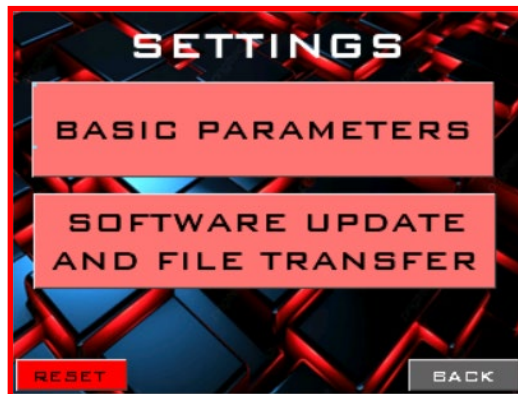 SETTINGS
BASIC PARAMETERS
SOFTWARE UPDATE
AND FILE TRANSFER
RESET
BACK